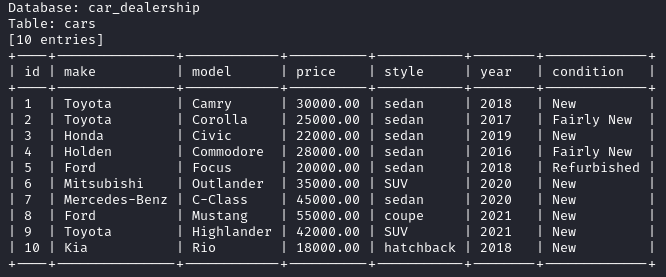 Database: car_dealership
Table: cars
[10 entries]
+----+---------------+------------+----------+-----------+--------+-------------+
| id | make          | model      | price    | style     | year   | condition   |
+----+---------------+------------+----------+-----------+--------+-------------+
| 1  | Toyota        | Camry      | 30000.00 | sedan     | 2018   | New         |
| 2  | Toyota        | Corolla    | 25000.00 | sedan     | 2017   | Fairly New  |
| 3  | Honda         | Civic      | 22000.00 | sedan     | 2019   | New         |
| 4  | Holden        | Commodore  | 28000.00 | sedan     | 2016   | Fairly New  |
| 5  | Ford          | Focus      | 20000.00 | sedan     | 2018   | Refurbished |
| 6  | Mitsubishi    | Outlander  | 35000.00 | SUV       | 2020   | New         |
| 7  | Mercedes-Benz | C-Class    | 45000.00 | sedan     | 2020   | New         |
| 8  | Ford          | Mustang    | 55000.00 | coupe     | 2021   | New         |
| 9  | Toyota        | Highlander | 42000.00 | SUV       | 2021   | New         |
| 10 | Kia           | Rio        | 18000.00 | hatchback | 2018   | New         |
+----+---------------+------------+----------+-----------+--------+-------------+